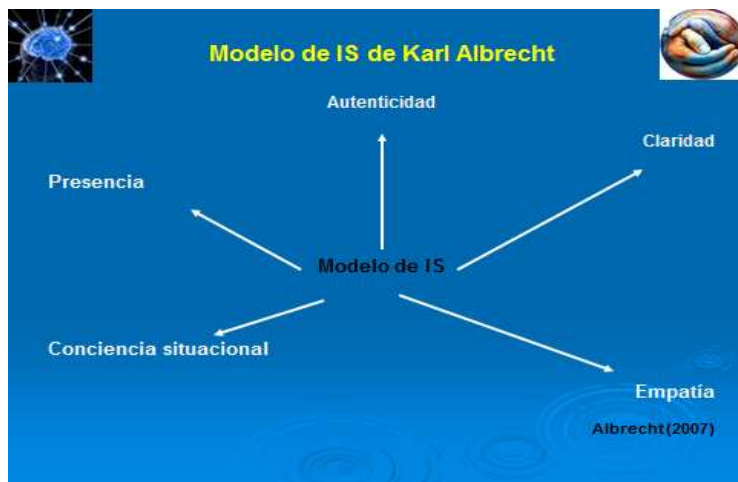 Modelo de IS de Karl Albrecht
Autenticidad
Claridad
Presencia
Modelo de IS
Conciencia situacional
Empatía
Albrecht(2007)